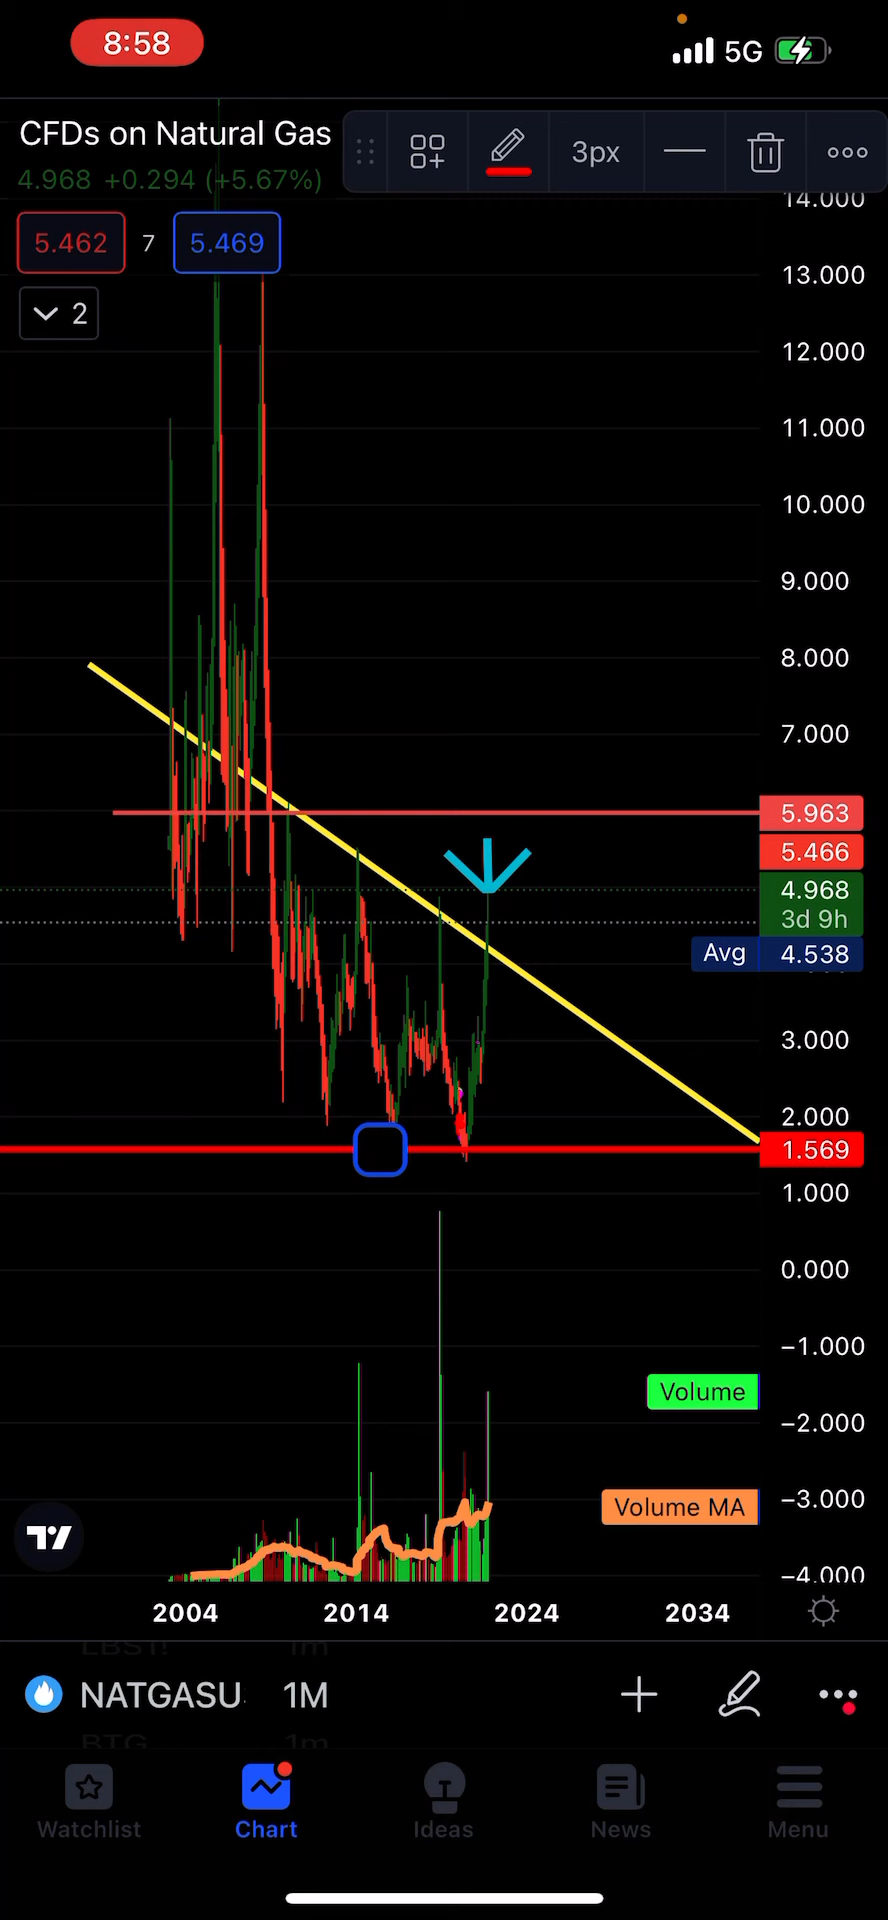 8:58
5G
CFDs on Natural Gas
3px
4.968 +0.294 (+5.67%)
14.000
5.462 7 5.469
13.000
2
12.000
11.000
10.000
9.000
8.000
7.000
5.963
5.466
4.968
3d 9h
Avg 4.538
3.000
2.000
1.569
1.000
0.000
−1.000
Volume
−2.000
−3.000
Volume MA
−4.000
2004 2014 2024 2034
NATGASU 1M
BTG 1m
Watchlist Chart Ideas News Menu